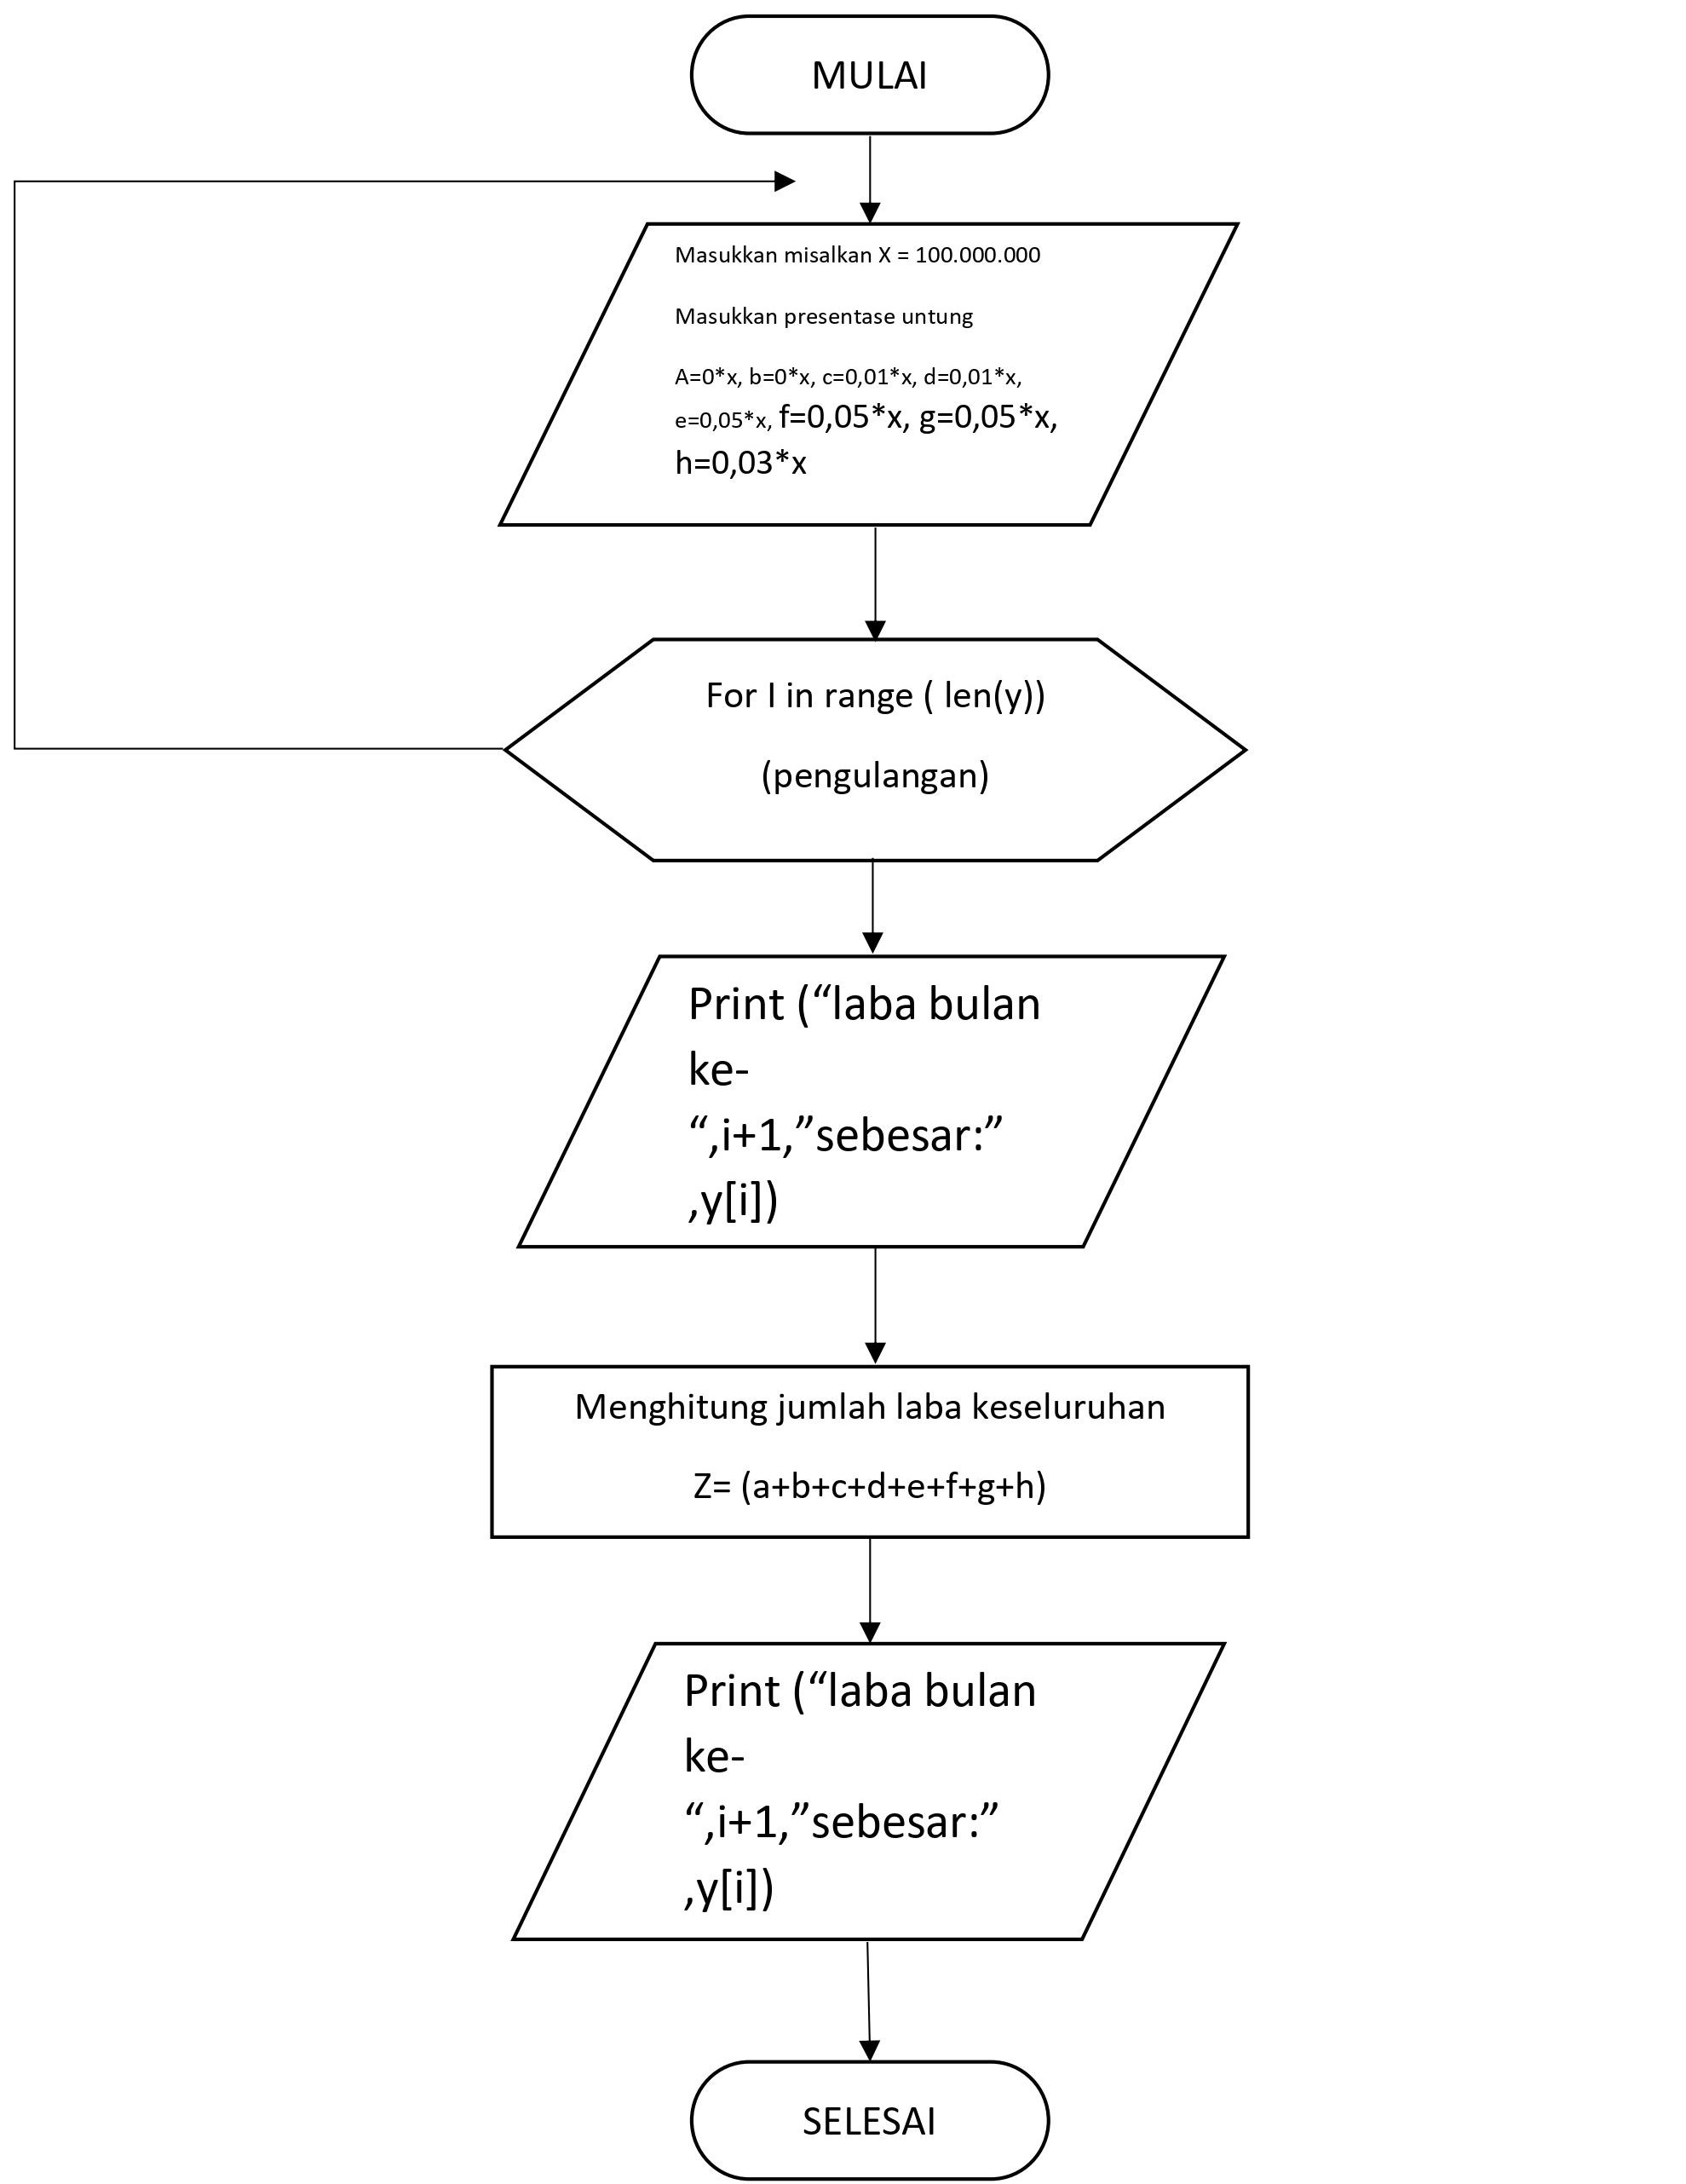 MULAI
Masukkan misalkan X = 100.000.000
Masukkan presentase untung
A=0*x, b=0*x, c=0,01*x, d=0,01*x,
e=0,05*x, f=0,05*x, g=0,05*x,
h=0,03*x
For I in range ( len(y))
(pengulangan)
Print (“laba bulan
ke-
“,i+1,”sebesar:”
,y[i])
Menghitung jumlah laba keseluruhan
Z= (a+b+c+d+e+f+g+h)
Print (“laba bulan
ke-
“,i+1,”sebesar:”
,y[i])
SELESAI